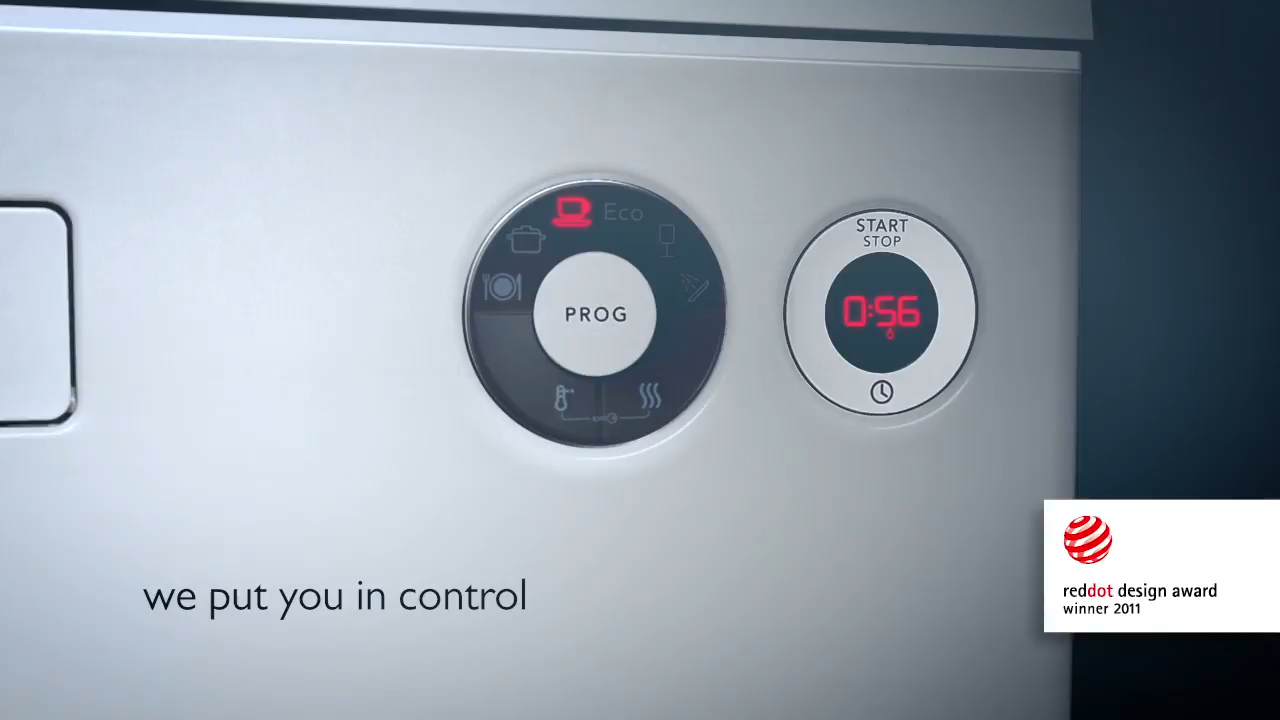 Eco
START
STOP
PROG
0:56
we put you in control
reddot design award
winner 2011